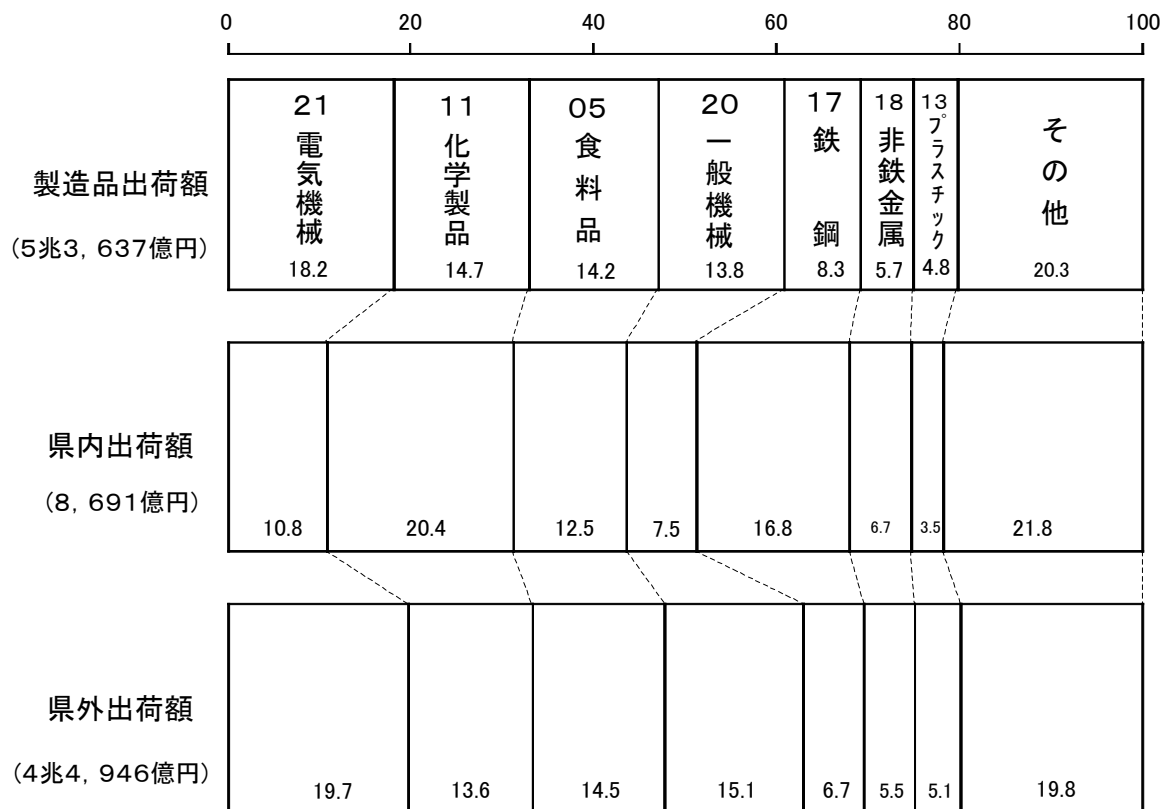 0 20 40 60 80 100
製造品出荷額
（5兆3，637億円）
21 電気機械 18.2
11 化学製品 14.7
05 食料品 14.2
20 一般機械 13.8
17 鉄鋼 8.3
18 非鉄金属 5.7
13 プラスチック 4.8
その他 20.3
県内出荷額
（8，691億円）
10.8 20.4 12.5 7.5 16.8 6.7 3.5 21.8
県外出荷額
（4兆4，946億円）
19.7 13.6 14.5 15.1 6.7 5.5 5.1 19.8